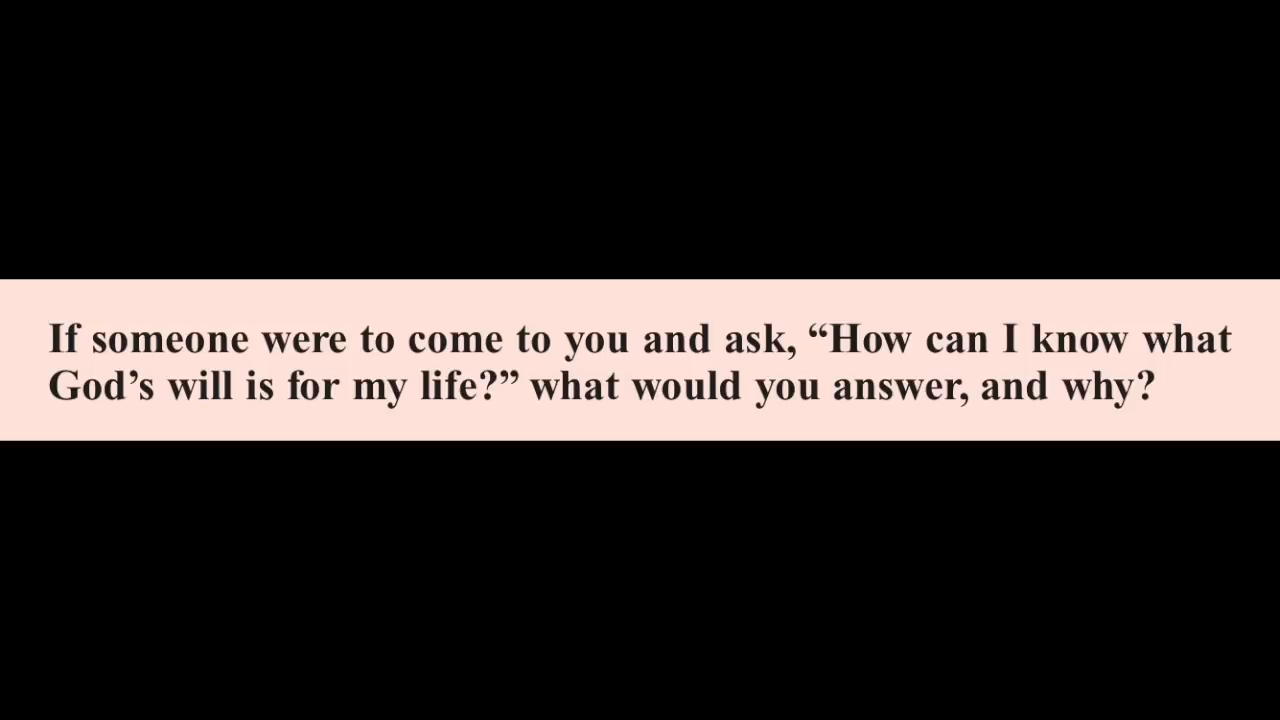 If someone were to come to you and ask, “How can I know what
God’s will is for my life?” what would you answer, and why?